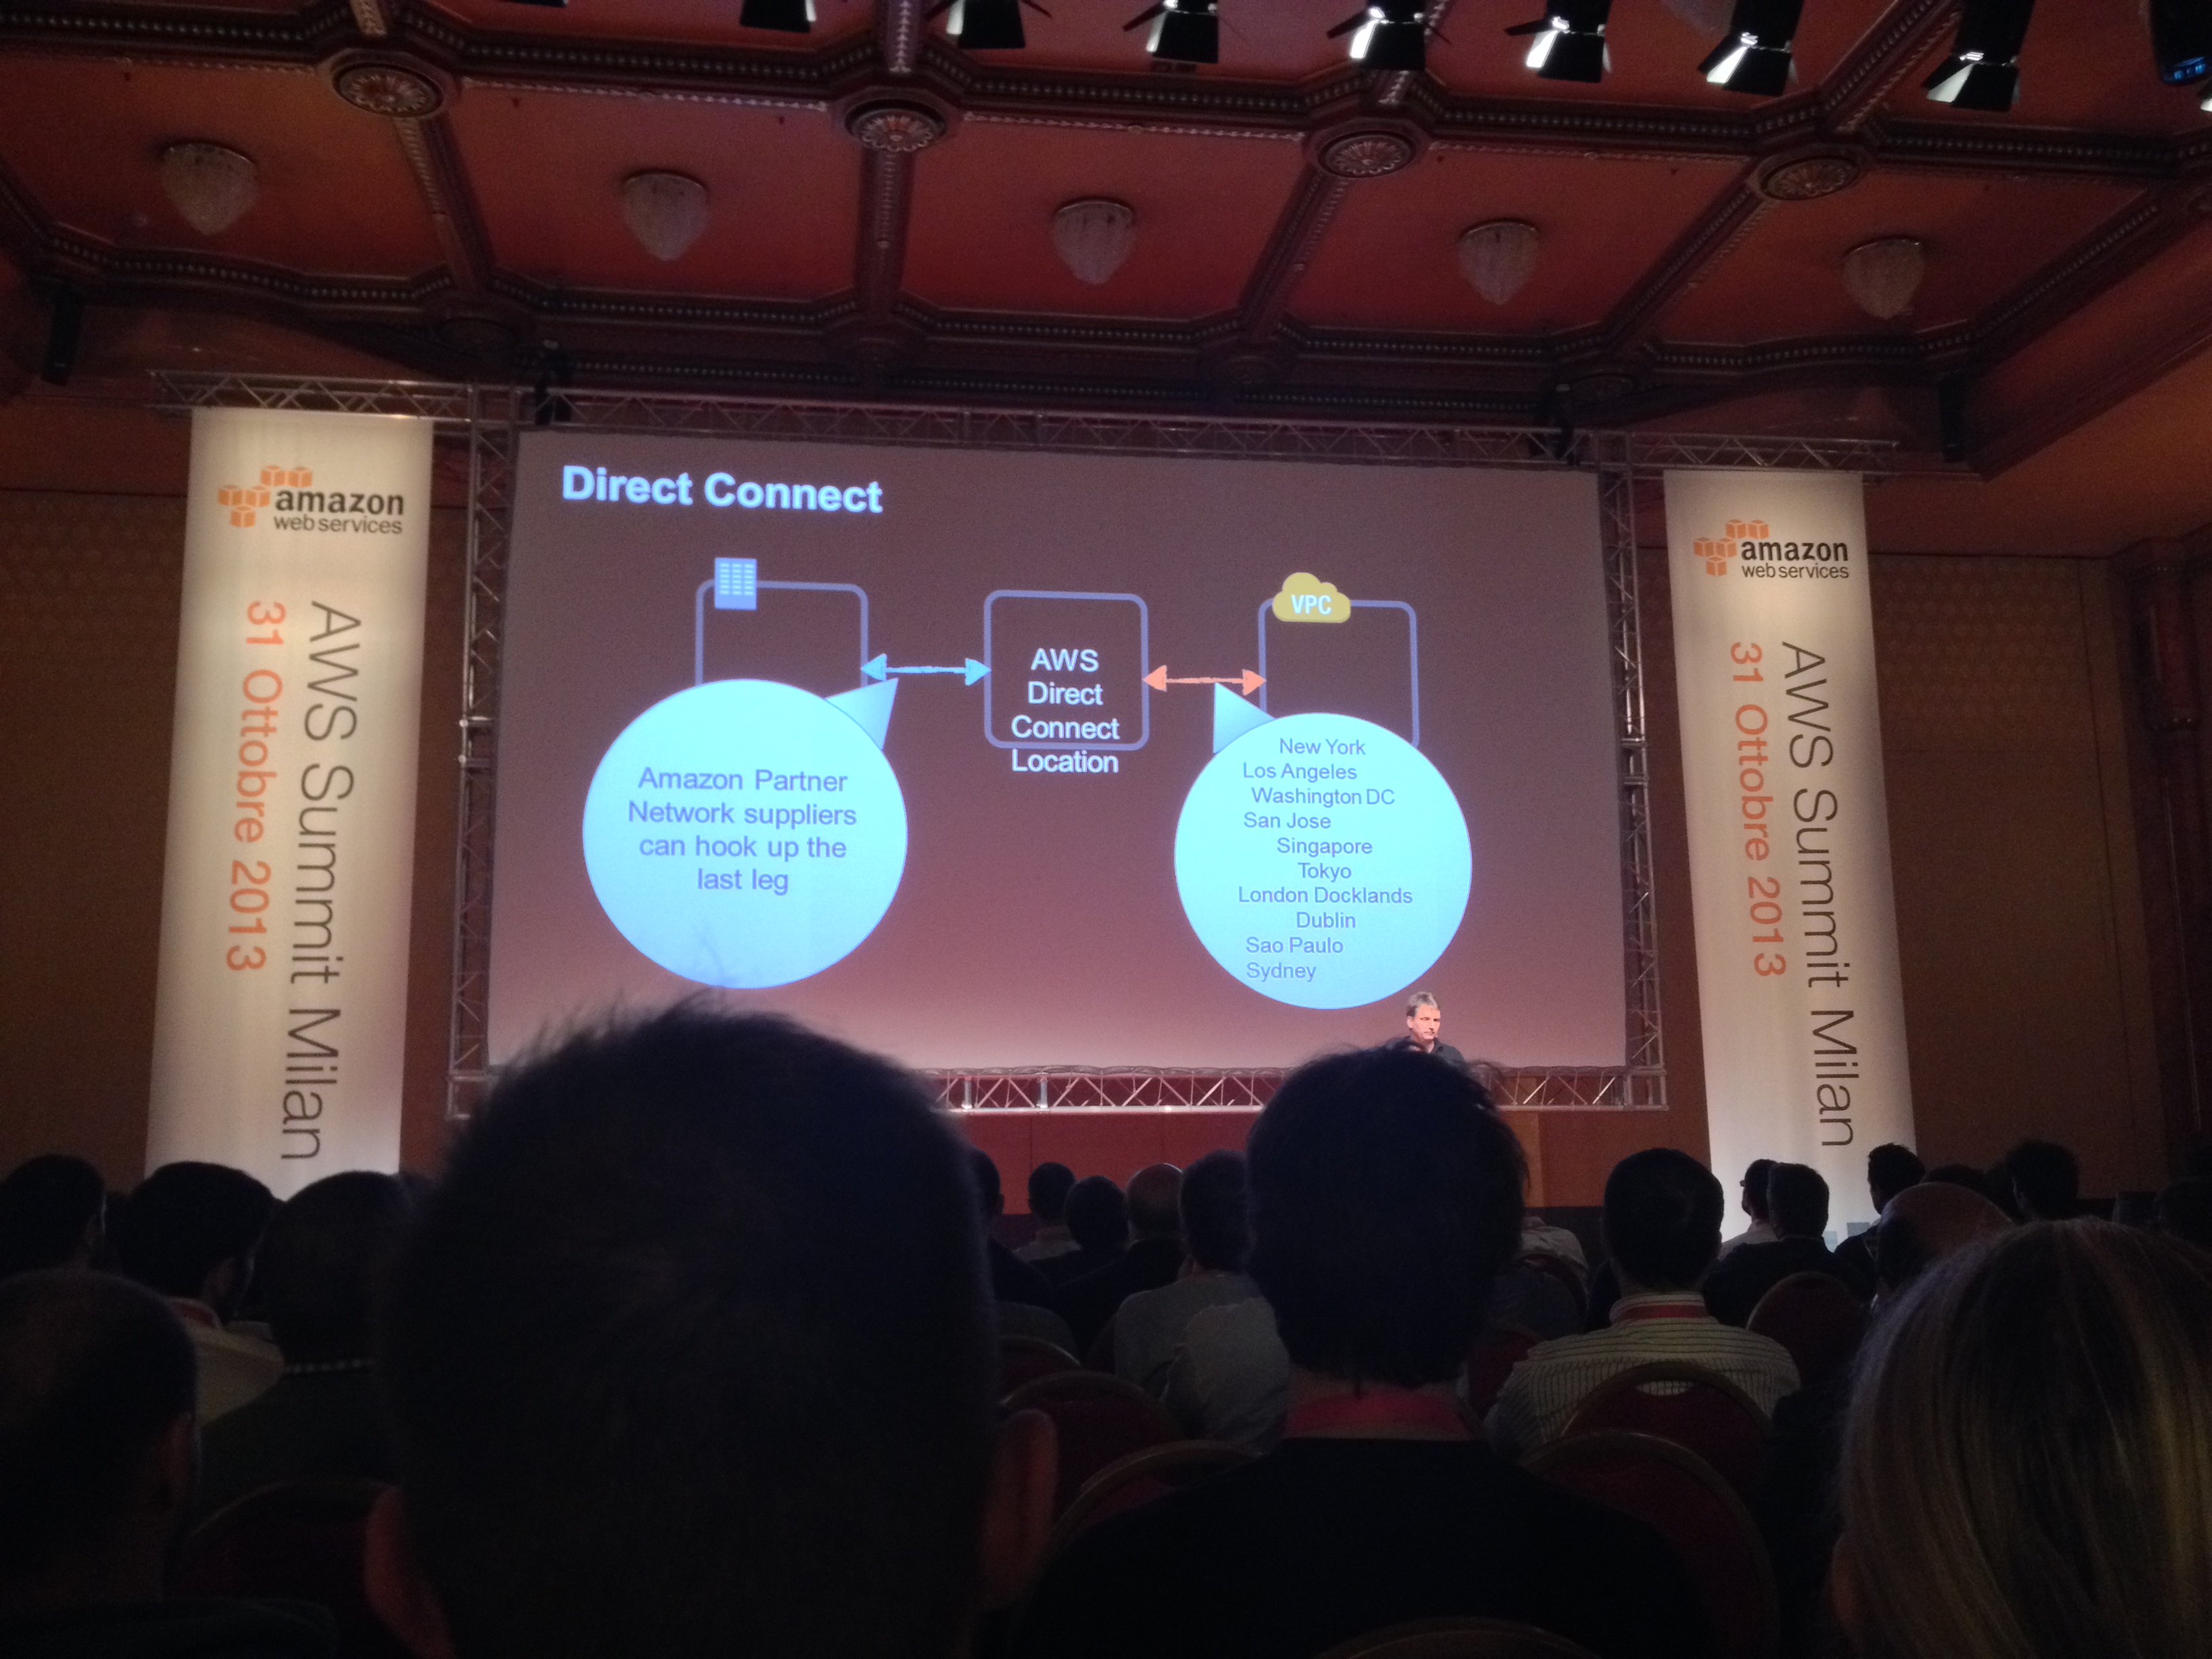 amazon
web services
AWS Summit Milan
31 Ottobre 2013
Direct Connect
AWS
Direct
Connect
Location
VPC
Amazon Partner
Network suppliers
can hook up the
last leg
New York
Los Angeles
Washington DC
San Jose
Singapore
Tokyo
London Docklands
Dublin
Sao Paulo
Sydney
amazon
web services
AWS Summit Milan
31 Ottobre 2013